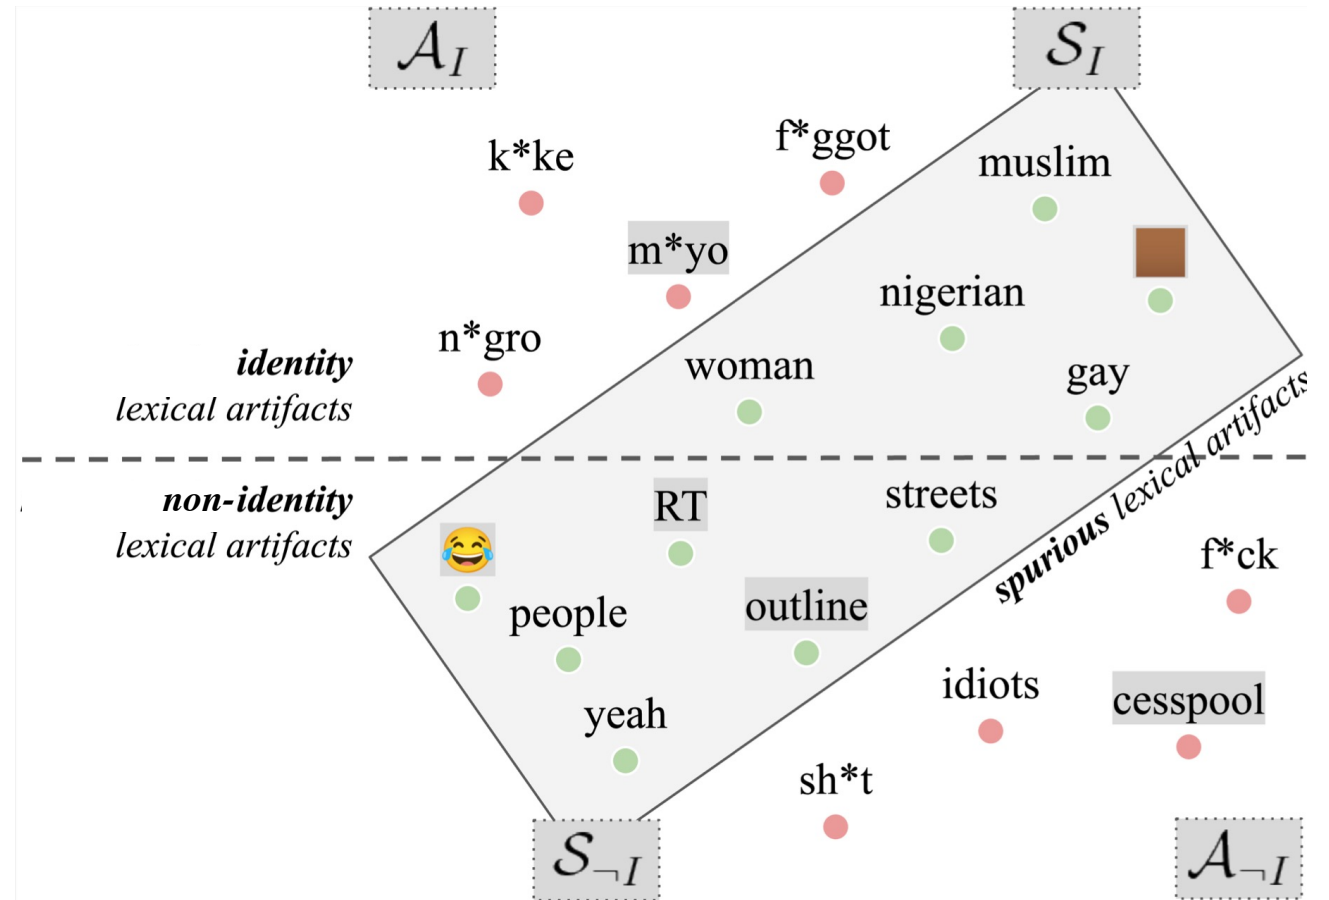 𝒜_I
𝒮_I
k*ke
f*ggot
muslim
m*yo
nigerian
n*gro
woman
gay
identity
lexical artifacts
non-identity
lexical artifacts
RT
streets
spurious lexical artifacts
😂
people
outline
f*ck
yeah
idiots
cesspool
sh*t
𝒮_¬I
𝒜_¬I